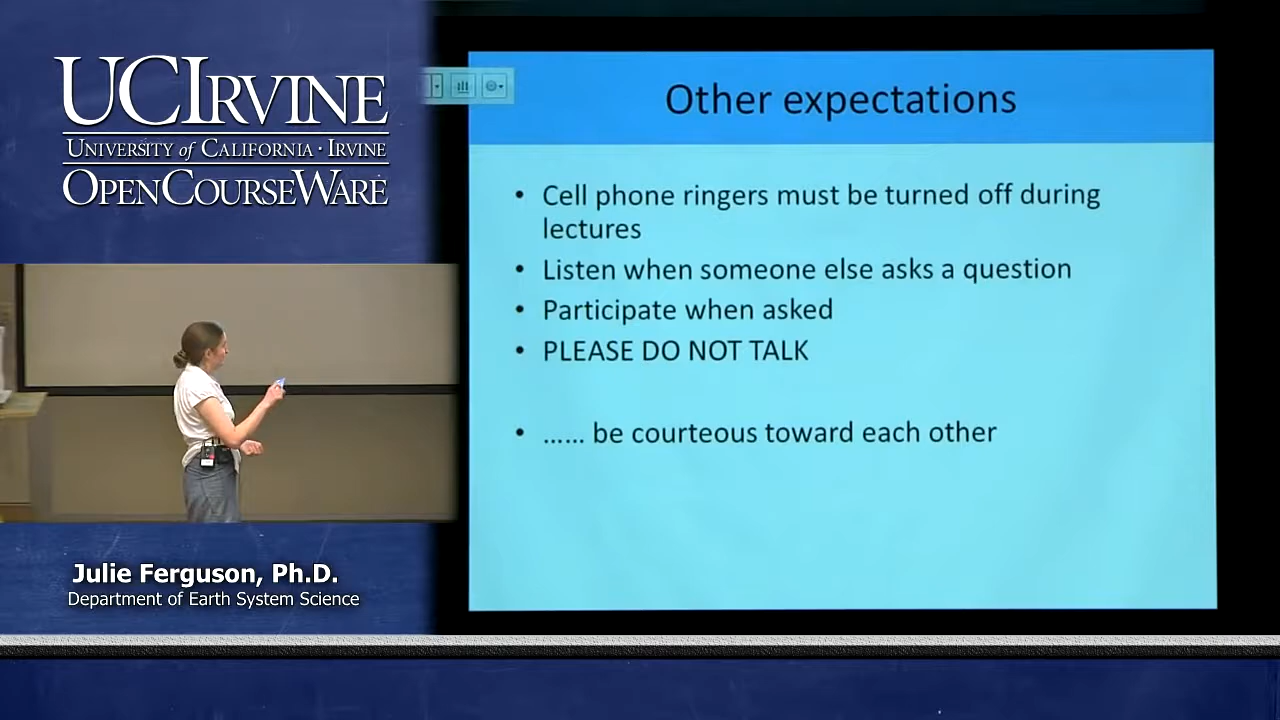 UCIRVINE
UNIVERSITY of CALIFORNIA · IRVINE
OPENCOURSEWARE
Other expectations
• Cell phone ringers must be turned off during
lectures
• Listen when someone else asks a question
• Participate when asked
• PLEASE DO NOT TALK
• …… be courteous toward each other
Julie Ferguson, Ph.D.
Department of Earth System Science